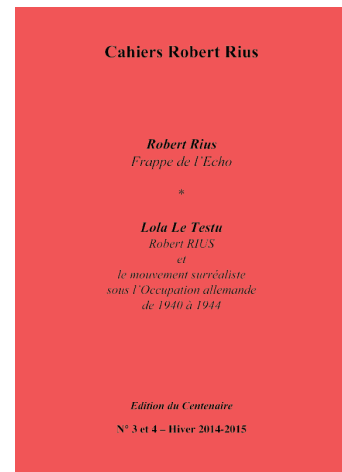 Cahiers Robert Rius
Robert Rius
Frappe de l'Echo
*
Lola Le Testu
Robert RIUS
et
le mouvement surréaliste
sous l'Occupation allemande
de 1940 à 1944
Edition du Centenaire
N° 3 et 4 – Hiver 2014-2015